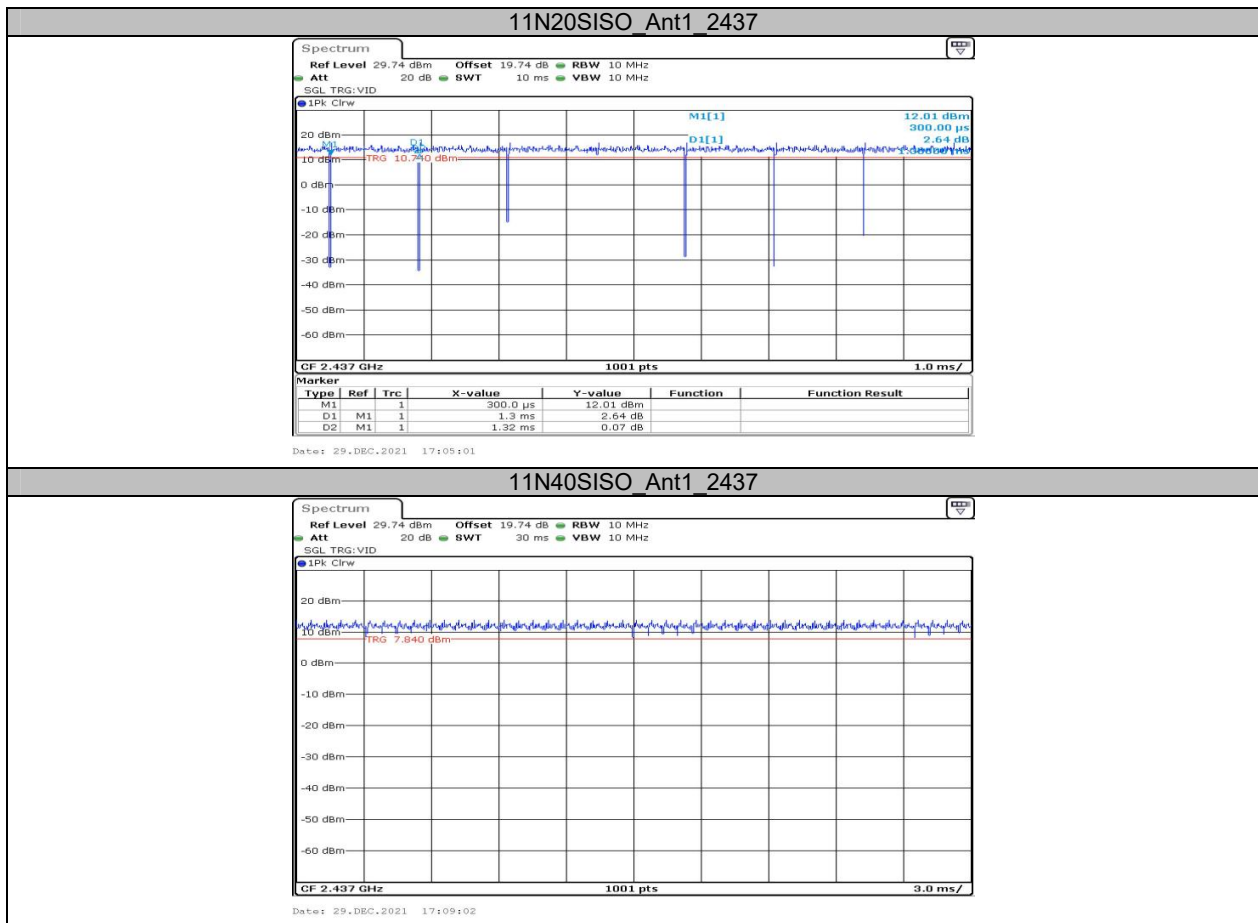 11N20SISO_Ant1_2437
Spectrum
Ref Level 29.74 dBm Offset 19.74 dB RBW 10 MHz
Att 20 dB SWT 10 ms VBW 10 MHz
SGL TRG:VID
1Pk Clrw
M1[1] 12.01 dBm
300.00 µs
D1[1] 2.64 dB
20 dBm
M1
D1
10 dBm
TRG 10.740 dBm
0 dBm
-10 dBm
-20 dBm
-30 dBm
-40 dBm
-50 dBm
-60 dBm
CF 2.437 GHz 1001 pts 1.0 ms/
Marker
Type Ref Trc X-value Y-value Function Function Result
M1 1 300.0 µs 12.01 dBm
D1 M1 1 1.3 ms 2.64 dB
D2 M1 1 1.32 ms 0.07 dB
Date: 29.DEC.2021 17:05:01
11N40SISO_Ant1_2437
Spectrum
Ref Level 29.74 dBm Offset 19.74 dB RBW 10 MHz
Att 20 dB SWT 30 ms VBW 10 MHz
SGL TRG:VID
1Pk Clrw
20 dBm
10 dBm
TRG 7.840 dBm
0 dBm
-10 dBm
-20 dBm
-30 dBm
-40 dBm
-50 dBm
-60 dBm
CF 2.437 GHz 1001 pts 3.0 ms/
Date: 29.DEC.2021 17:09:02